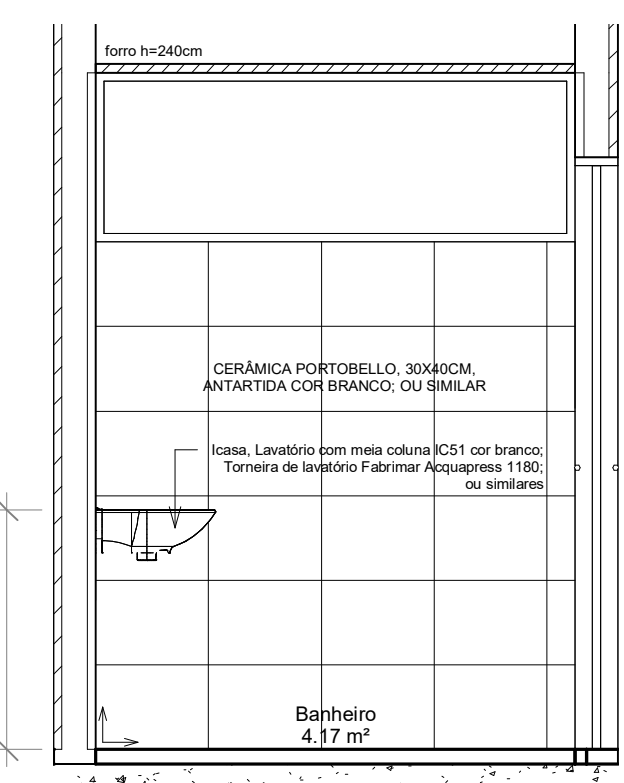 forro h=240cm
CERÂMICA PORTOBELLO, 30X40CM,
ANTARTIDA COR BRANCO; OU SIMILAR
Icasa, Lavatório com meia coluna IC51 cor branco;
Torneira de lavatório Fabrimar Acquapress 1180;
ou similares
Banheiro
4.17 m²